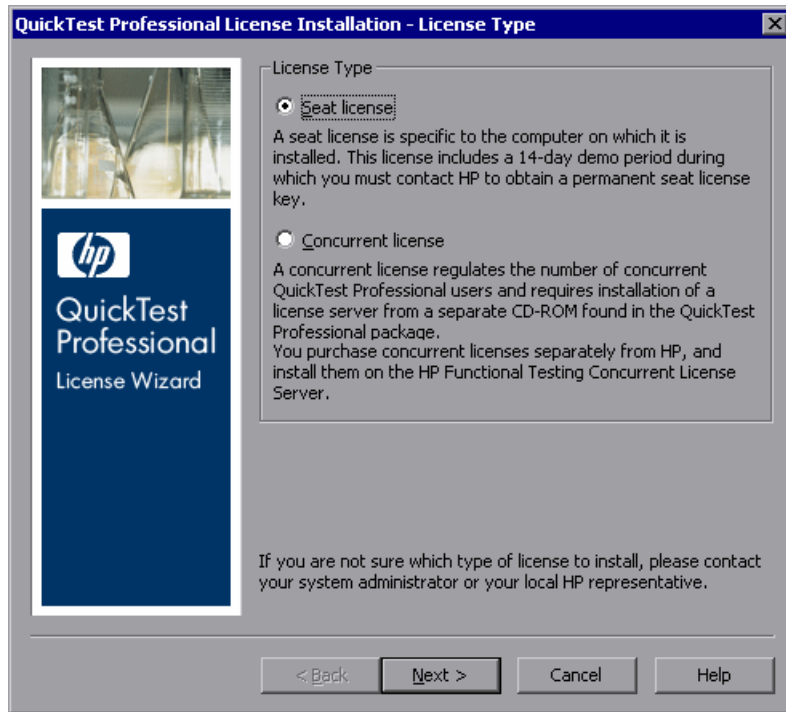 QuickTest Professional License Installation - License Type
License Type
Seat license
A seat license is specific to the computer on which it is
installed. This license includes a 14-day demo period during
which you must contact HP to obtain a permanent seat license
key.
Concurrent license
A concurrent license regulates the number of concurrent
QuickTest Professional users and requires installation of a
license server from a separate CD-ROM found in the QuickTest
Professional package.
You purchase concurrent licenses separately from HP, and
install them on the HP Functional Testing Concurrent License
Server.
hp
QuickTest
Professional
License Wizard
If you are not sure which type of license to install, please contact
your system administrator or your local HP representative.
< Back
Next >
Cancel
Help